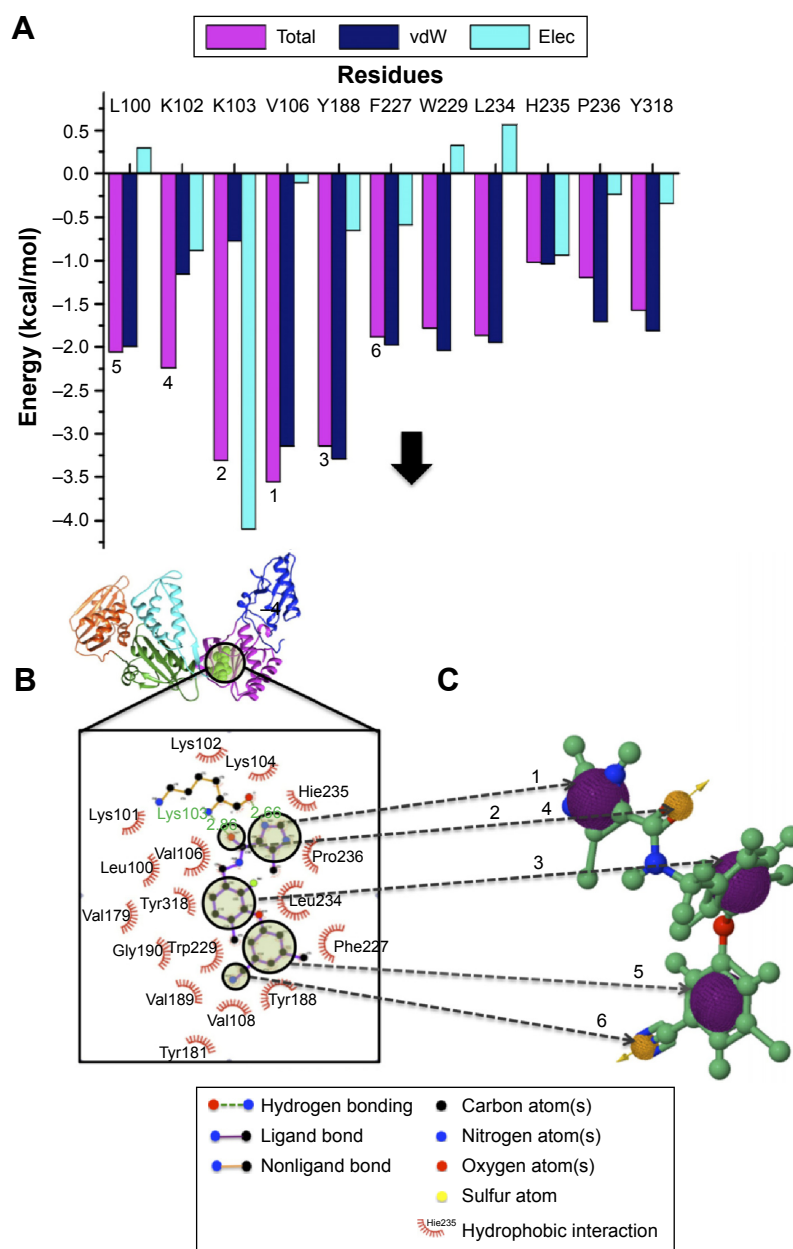 A
Total vdW Elec
Residues
L100 K102 K103 V106 Y188 F227 W229 L234 H235 P236 Y318
Energy (kcal/mol)
0.5
0.0
–0.5
–1.0
–1.5
–2.0
–2.5
–3.0
–3.5
–4.0
5
4
2
1
3
6
–4
B
C
Lys102
Lys104
Hie235
Lys101
Lys103
2.86
2.66
Val106
Pro236
Leu100
Tyr318
Leu234
Val179
Gly190
Trp229
Phe227
Val189
Tyr188
Val108
Tyr181
1
2
4
3
5
6
Hydrogen bonding
Ligand bond
Nonligand bond
Carbon atom(s)
Nitrogen atom(s)
Oxygen atom(s)
Sulfur atom
Hie235 Hydrophobic interaction